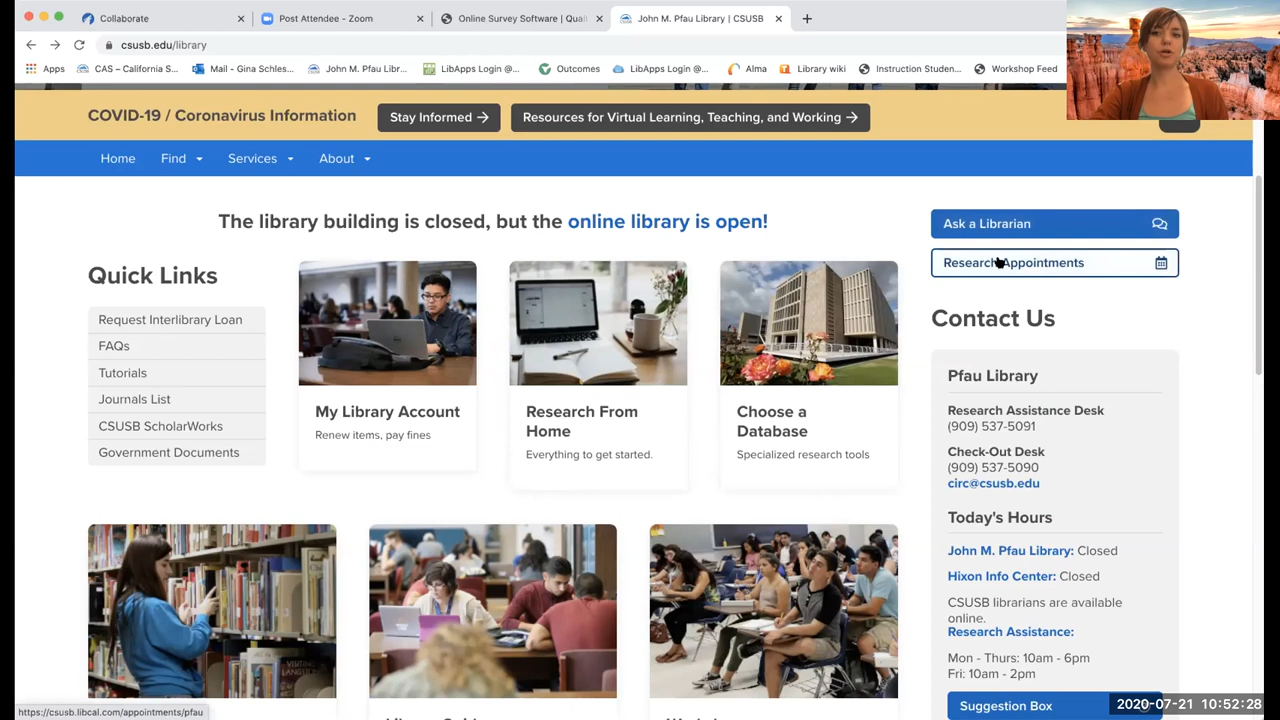 Collaborate
Post Attendee - Zoom
Online Survey Software | Qual
John M. Pfau Library | CSUSB
csusb.edu/library
Apps
CAS – California S...
Mail - Gina Schles...
John M. Pfau Libr...
LibApps Login @...
Outcomes
LibApps Login @...
Alma
Library wiki
Instruction Studen...
Workshop Feed
COVID-19 / Coronavirus Information
Stay Informed →
Resources for Virtual Learning, Teaching, and Working →
Home
Find
Services
About
The library building is closed, but the online library is open!
Ask a Librarian
Research Appointments
Quick Links
Request Interlibrary Loan
FAQs
Tutorials
Journals List
CSUSB ScholarWorks
Government Documents
My Library Account
Renew items, pay fines
Research From
Home
Everything to get started.
Choose a
Database
Specialized research tools
Contact Us
Pfau Library
Research Assistance Desk
(909) 537-5091
Check-Out Desk
(909) 537-5090
circ@csusb.edu
Today's Hours
John M. Pfau Library: Closed
Hixon Info Center: Closed
CSUSB librarians are available
online.
Research Assistance:
Mon - Thurs: 10am - 6pm
Fri: 10am - 2pm
Suggestion Box
2020-07-21 10:52:28
https://csusb.libcal.com/appointments/pfau